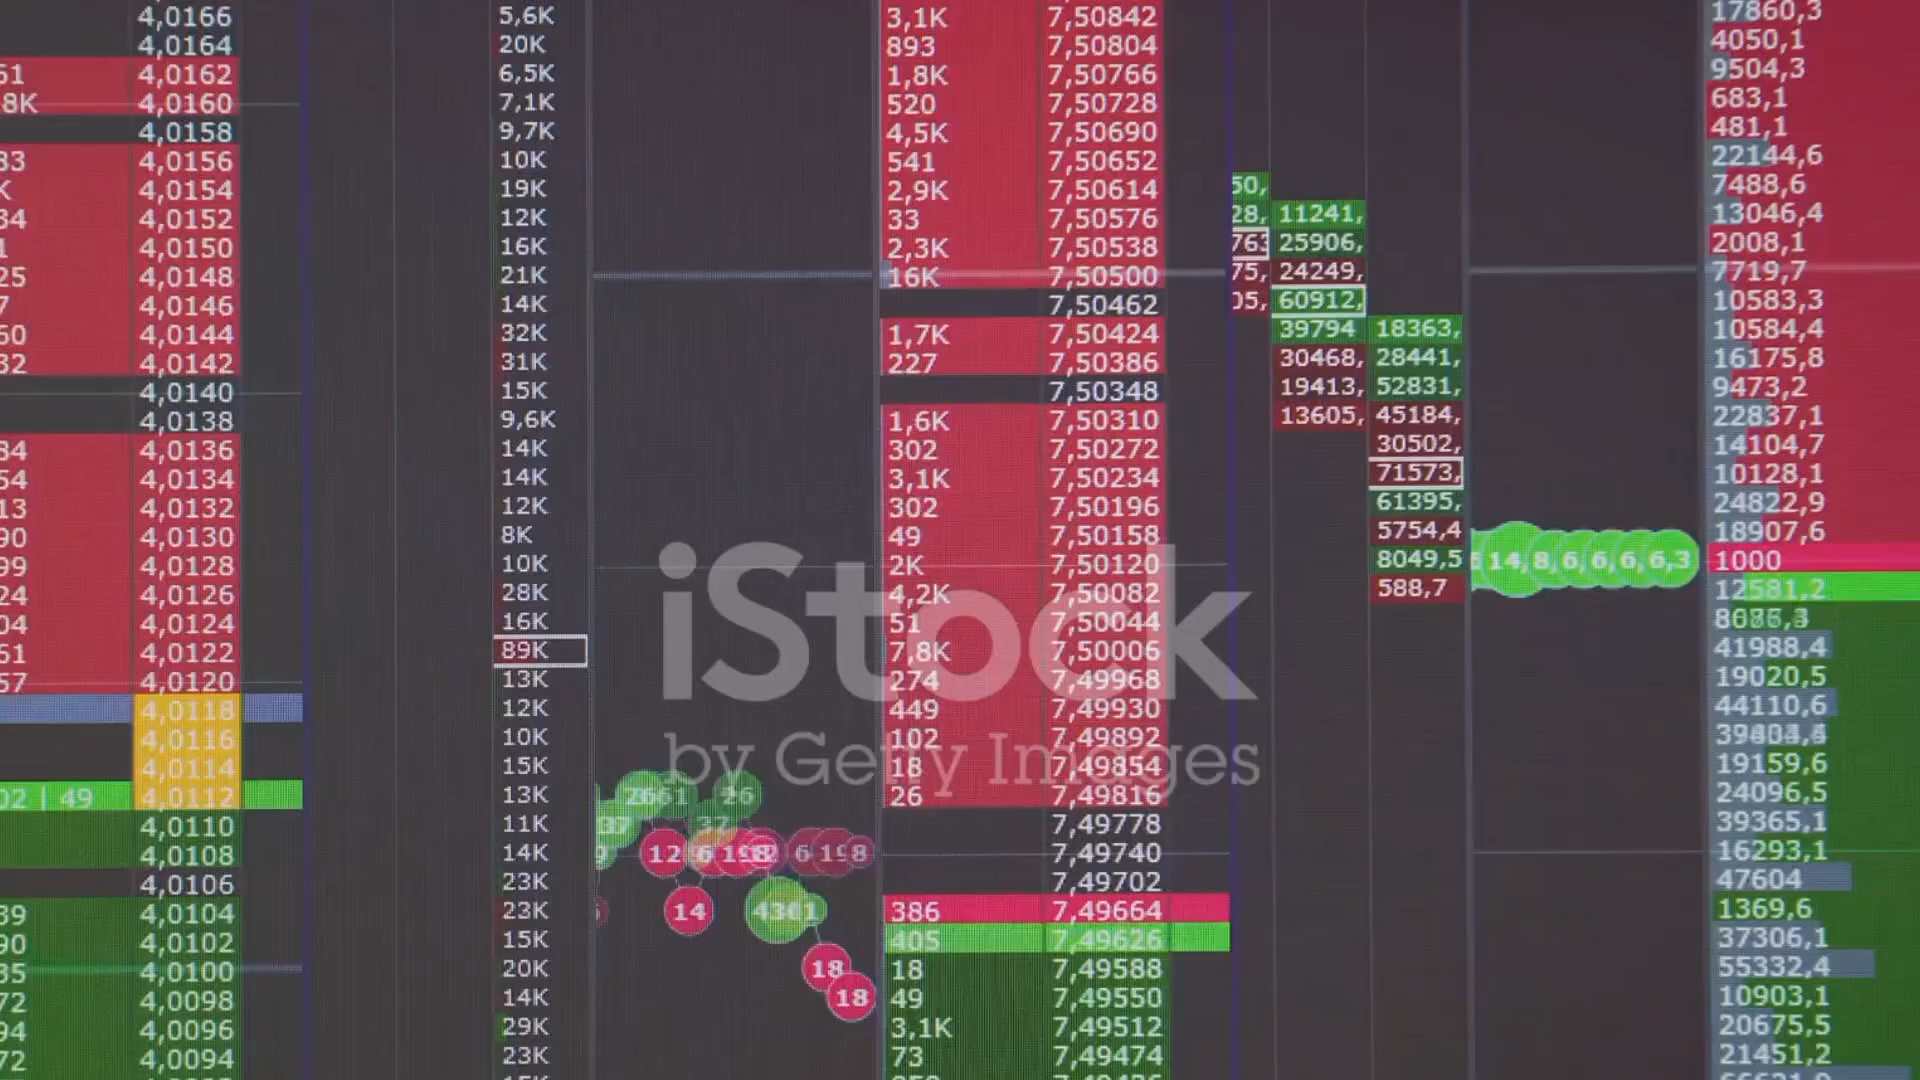 4,0166
4,0164
4,0162
4,0160
4,0158
4,0156
4,0154
4,0152
4,0150
4,0148
4,0146
4,0144
4,0142
4,0140
4,0138
4,0136
4,0134
4,0132
4,0130
4,0128
4,0126
4,0124
4,0122
4,0120
4,0118
4,0116
4,0114
02 | 49 4,0112
4,0110
4,0108
4,0106
4,0104
4,0102
4,0100
4,0098
4,0096
4,0094
5,6K
20K
6,5K
7,1K
9,7K
10K
19K
12K
16K
21K
14K
32K
31K
15K
9,6K
14K
14K
12K
8K
10K
28K
16K
89K
13K
12K
10K
15K
13K
11K
14K
23K
23K
15K
20K
14K
29K
23K
26
37
12
14
18
18
3,1K 7,50842
893 7,50804
1,8K 7,50766
520 7,50728
4,5K 7,50690
541 7,50652
2,9K 7,50614
33 7,50576
2,3K 7,50538
16K 7,50500
7,50462
1,7K 7,50424
227 7,50386
7,50348
1,6K 7,50310
302 7,50272
3,1K 7,50234
302 7,50196
49 7,50158
2K 7,50120
4,2K 7,50082
51 7,50044
7,8K 7,50006
274 7,49968
449 7,49930
102 7,49892
18 7,49854
26 7,49816
7,49778
7,49740
7,49702
386 7,49664
405 7,49626
18 7,49588
49 7,49550
3,1K 7,49512
73 7,49474
50,
28, 11241,
763 25906,
75, 24249,
05, 60912,
39794 18363,
30468, 28441,
19413, 52831,
13605, 45184,
30502,
71573,
61395,
5754,4
8049,5
588,7
14, 8, 6, 6, 6, 6, 6,3
17860,3
4050,1
9504,3
683,1
481,1
22144,6
7488,6
13046,4
2008,1
7719,7
10583,3
10584,4
16175,8
9473,2
22837,1
14104,7
10128,1
24822,9
18907,6
1000
12581,2
41988,4
19020,5
44110,6
19159,6
24096,5
39365,1
16293,1
47604
1369,6
37306,1
55332,4
10903,1
20675,5
21451,2
iStock
by Getty Images